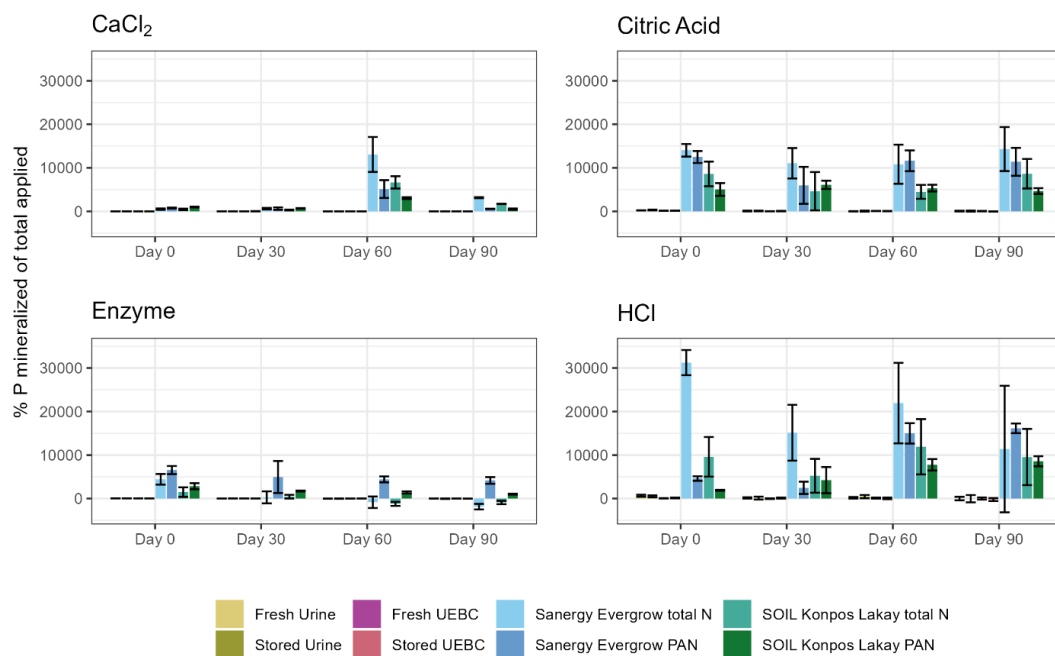 CaCl₂
Citric Acid
30000
20000
10000
0
30000
20000
10000
0
Day 0 Day 30 Day 60 Day 90
Day 0 Day 30 Day 60 Day 90
% P mineralized of total applied
Enzyme
HCl
30000
20000
10000
0
30000
20000
10000
0
Day 0 Day 30 Day 60 Day 90
Day 0 Day 30 Day 60 Day 90
Fresh Urine Fresh UEBC Sanergy Evergrow total N SOIL Konpos Lakay total N
Stored Urine Stored UEBC Sanergy Evergrow PAN SOIL Konpos Lakay PAN